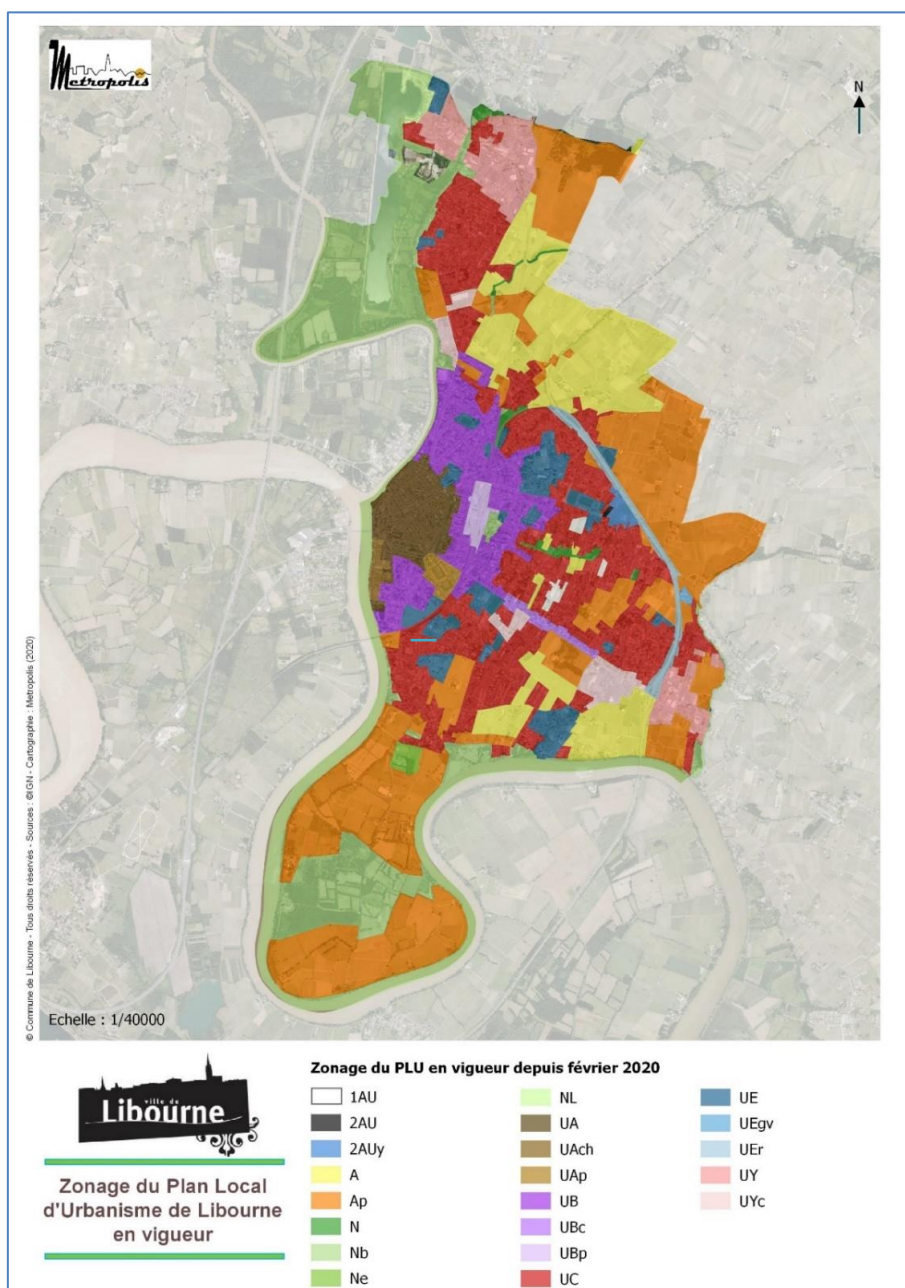 Metropolis
N
© Commune de Libourne - Tous droits réservés - Sources : ©IGN - Cartographie : Metropolis (2020)
Echelle : 1/40000
ville de
Libourne
Zonage du Plan Local
d'Urbanisme de Libourne
en vigueur
Zonage du PLU en vigueur depuis février 2020
1AU
2AU
2AUy
A
Ap
N
Nb
Ne
NL
UA
UAch
UAp
UB
UBc
UBp
UC
UE
UEgv
UEr
UY
UYc